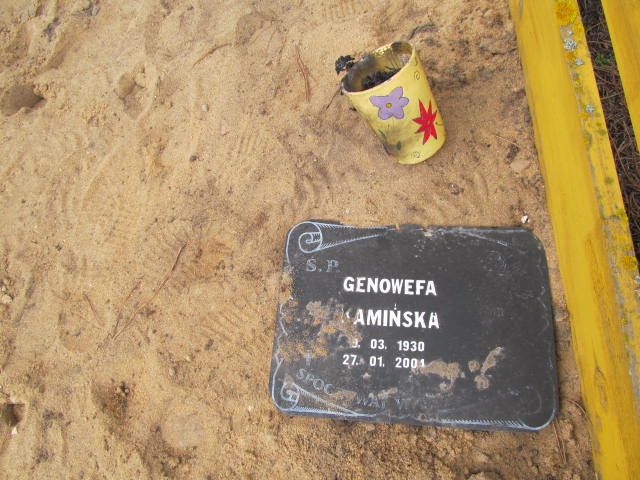 Ś.P.
GENOWEFA
KAMIŃSKA
03. 1930
27. 01. 2001